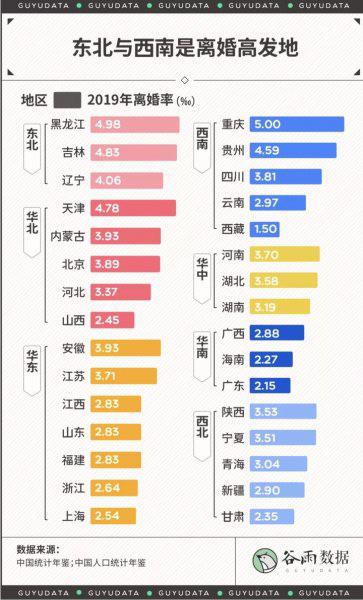 GUYUDATA GUYUDATA GUYUDATA GUYUDATA
东北与西南是离婚高发地
地区 2019年离婚率(‰)
东北
黑龙江 4.98
吉林 4.83
辽宁 4.06
华北
天津 4.78
内蒙古 3.93
北京 3.89
河北 3.37
山西 2.45
华东
安徽 3.93
江苏 3.71
江西 2.83
山东 2.83
福建 2.83
浙江 2.64
上海 2.54
西南
重庆 5.00
贵州 4.59
四川 3.81
云南 2.97
西藏 1.50
华中
河南 3.70
湖北 3.58
湖南 3.19
华南
广西 2.88
海南 2.27
广东 2.15
西北
陕西 3.53
宁夏 3.51
青海 3.04
新疆 2.90
甘肃 2.35
数据来源：
中国统计年鉴；中国人口统计年鉴
谷雨数据
GUYUDATA GUYUDATA GUYUDATA GUYUDATA